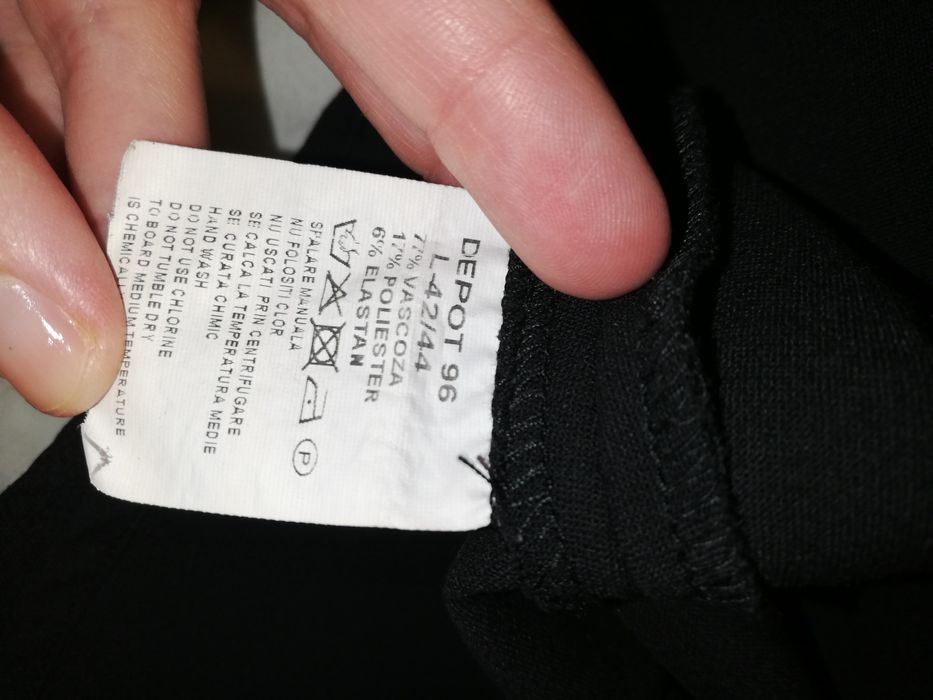 DEPOT 96
L-42/44
77% VASCOZA
17% POLIESTER
6% ELASTAN
P
SPALARE MANUALA
NU FOLOSITI CLOR
NU USCATI PRIN CENTRIFUGARE
SE CALCA LA TEMPERATURA MEDIE
SE CURATA CHIMIC
HAND WASH
DO NOT USE CHLORINE
DO NOT TUMBLE DRY
TO BOARD MEDIUM TEMPERATURE
IS CHEMICALL